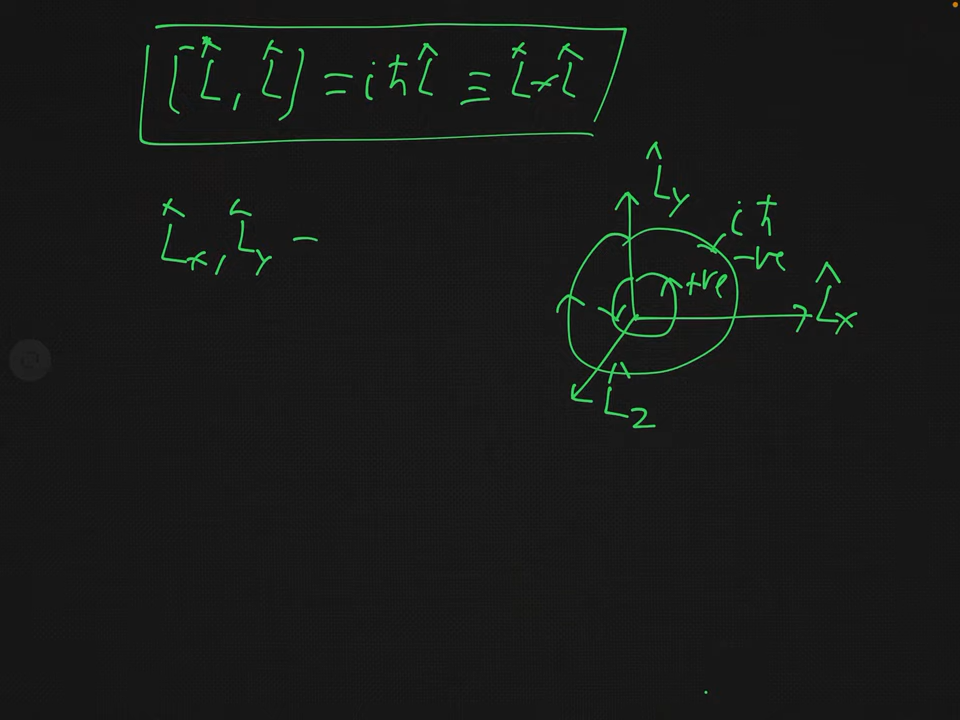 [L̂, L̂] = iħL̂ ≡ L̂×L̂
L̂y
L̂x, L̂y −
iħ
−ve
+ve
L̂x
L̂z